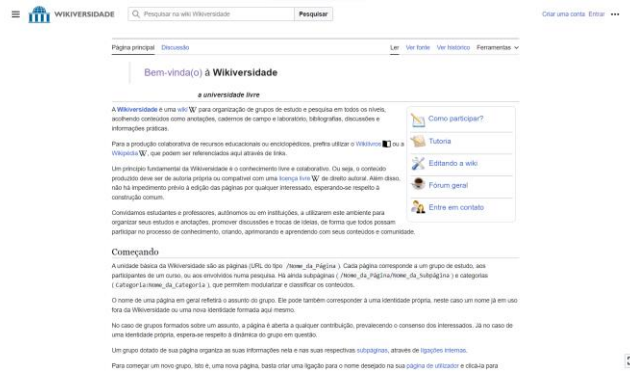 WIKIVERSIDADE
Pesquisar na wiki Wikiversidade
Pesquisar
Criar uma conta Entrar
Página principal Discussão
Ler Ver fonte Ver histórico Ferramentas
Bem-vinda(o) à Wikiversidade
a universidade livre
A Wikiversidade é uma wiki W para organização de grupos de estudo e pesquisa em todos os níveis,
acolhendo conteúdos como anotações, cadernos de campo e laboratório, bibliografias, discussões e
informações práticas.
Para a produção colaborativa de recursos educacionais ou enciclopédicos, prefira utilizar o Wikilivros ou a
Wikipédia W, que podem ser referenciados aqui através de links.
Um princípio fundamental da Wikiversidade é o conhecimento livre e colaborativo. Ou seja, o conteúdo
produzido deve ser de autoria própria ou compatível com uma licença livre W de direito autoral. Além disso,
não há impedimento prévio à edição das páginas por qualquer interessado, esperando-se respeito à
construção comum.
Convidamos estudantes e professores, autônomos ou em instituições, a utilizarem este ambiente para
organizar seus estudos e anotações, promover discussões e trocas de ideias, de forma que todos possam
participar no processo de conhecimento, criando, aprimorando e aprendendo com seus conteúdos e comunidade.
Como participar?
Tutoria
Editando a wiki
Fórum geral
Entre em contato
Começando
A unidade básica da Wikiversidade são as páginas (URL do tipo /Nome_da_Página ). Cada página corresponde a um grupo de estudo, aos
participantes de um curso, ou aos envolvidos numa pesquisa. Há ainda subpáginas ( /Nome_da_Página/Nome_da_Subpágina ) e categorias
( Categoria:Nome_da_Categoria ), que permitem modularizar e classificar os conteúdos.
O nome de uma página em geral refletirá o assunto do grupo. Ele pode também corresponder à uma identidade própria, neste caso um nome já em uso
fora da Wikiversidade ou uma nova identidade formada aqui mesmo.
No caso de grupos formados sobre um assunto, a página é aberta a qualquer contribuição, prevalecendo o consenso dos interessados. Já no caso de
uma identidade própria, espera-se respeito à dinâmica do grupo em questão.
Um grupo dotado de sua página organiza as suas informações nela e nas suas respectivas subpáginas, através de ligações internas.
Para começar um novo grupo, isto é, uma nova página, basta criar uma ligação para o nome desejado na sua página de utilizador e clicá-la para